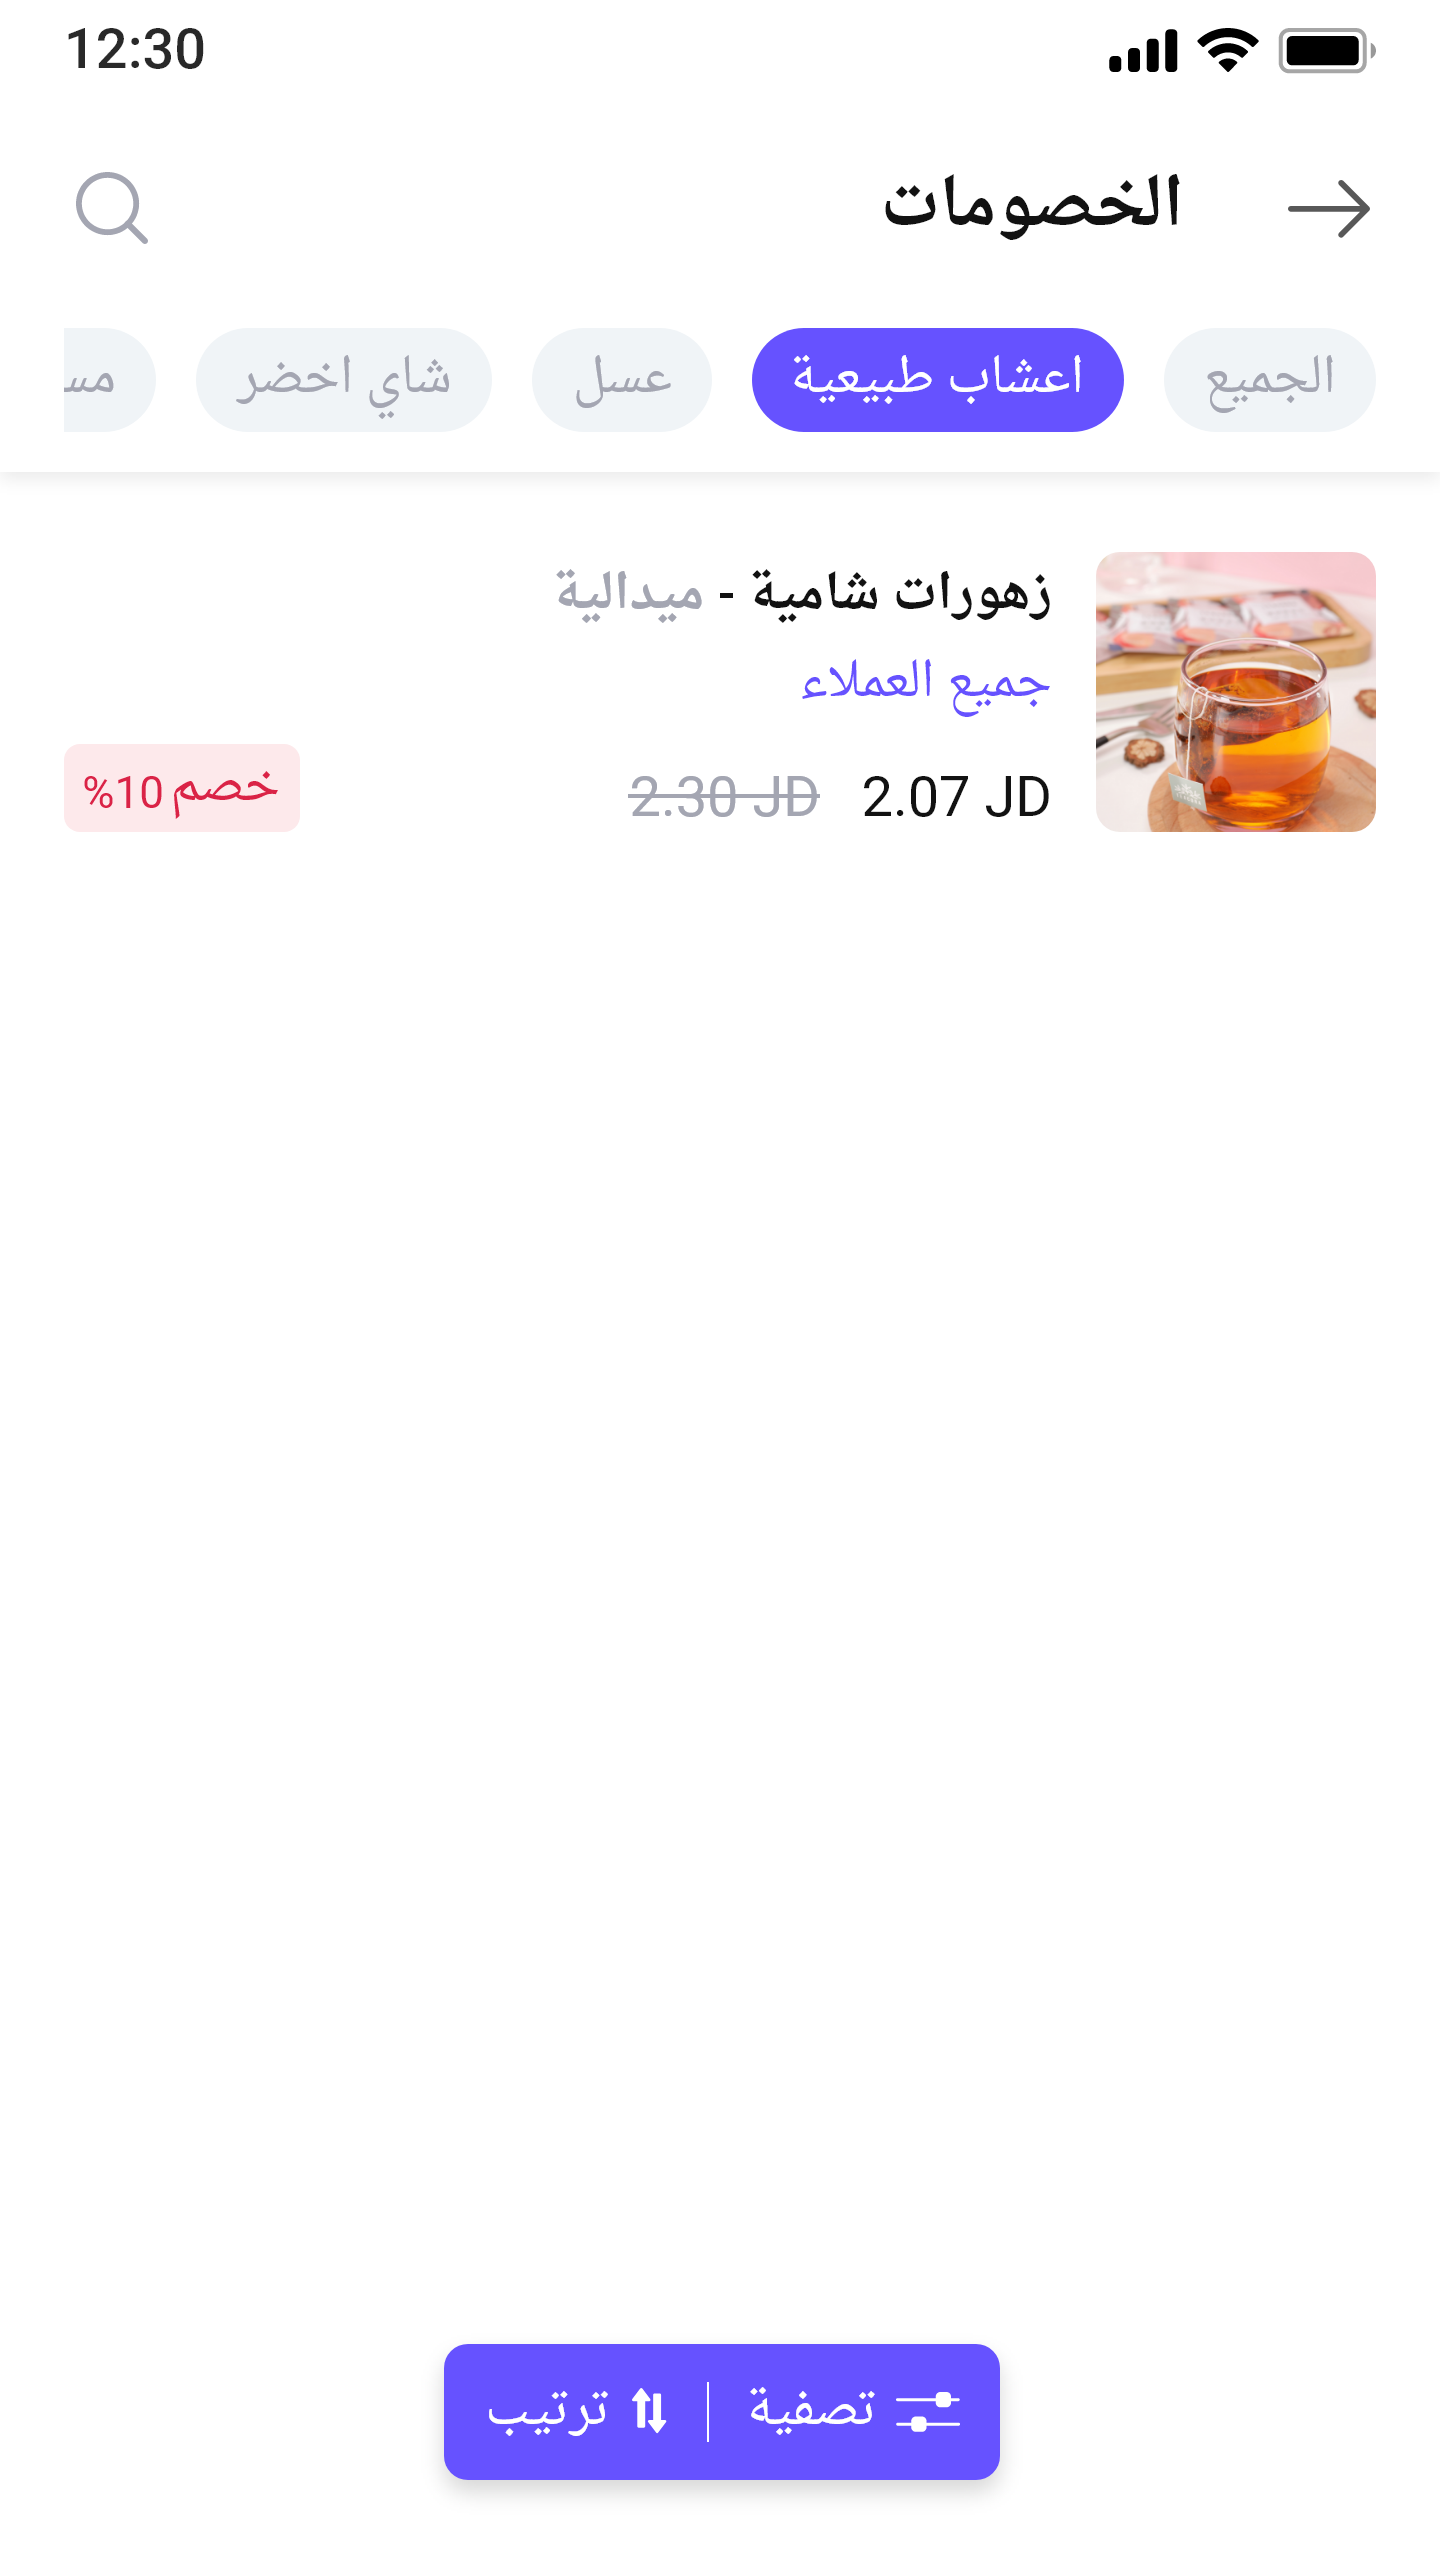 12:30
الخصومات
الجميع
اعشاب طبيعية
عسل
شاي اخضر
مس
زهورات شامية - ميدالية
جميع العملاء
2.07 JD 2.30 JD
خصم 10%
تصفية
ترتيب